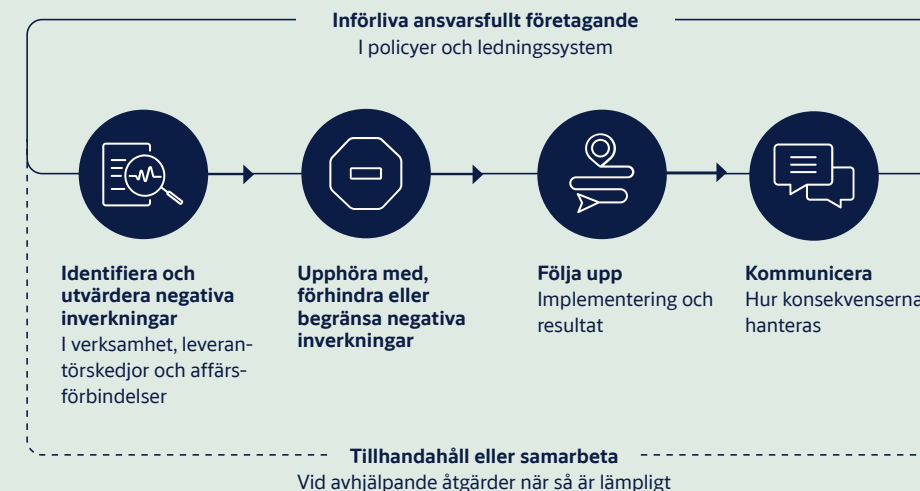 Införliva ansvarsfullt företagande
I policyer och ledningssystem
Identifiera och
utvärdera negativa
inverkningar
I verksamhet, leveran-
törskedjor och affärs-
förbindelser
Upphöra med,
förhindra eller
begränsa negativa
inverkningar
Följa upp
Implementering och
resultat
Kommunicera
Hur konsekvenserna
hanteras
Tillhandahåll eller samarbeta
Vid avhjälpande åtgärder när så är lämpligt